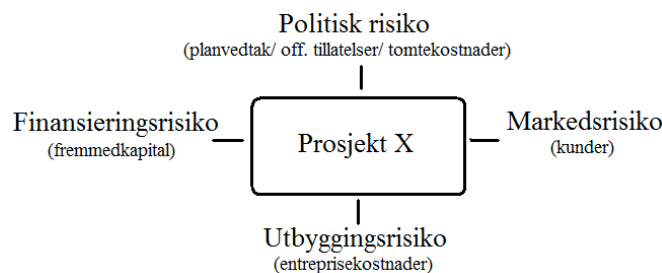 Politisk risiko
(planvedtak/ off. tillatelser/ tomtekostnader)
Finansieringsrisiko
(fremmedkapital)
Prosjekt X
Markedsrisiko
(kunder)
Utbyggingsrisiko
(entreprisekostnader)